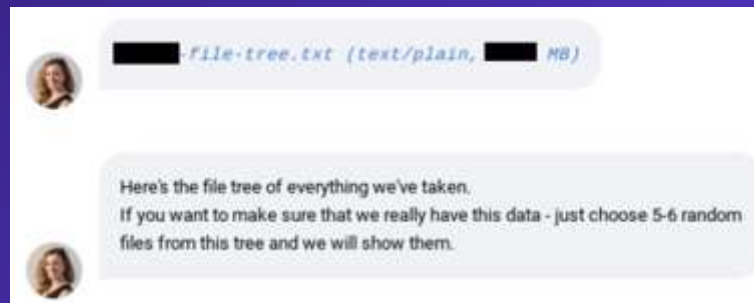 -file-tree.txt (text/plain, MB)
Here's the file tree of everything we've taken.
If you want to make sure that we really have this data - just choose 5-6 random
files from this tree and we will show them.